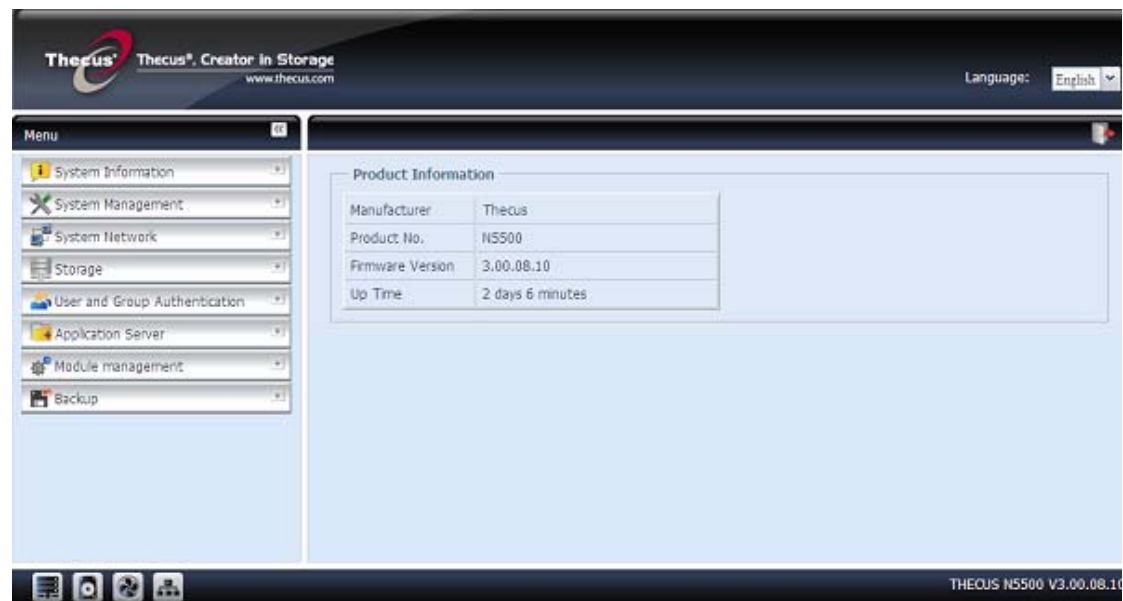 Thecus® Thecus®, Creator in Storage
www.thecus.com
Language: English
Menu
System Information
System Management
System Network
Storage
User and Group Authentication
Application Server
Module management
Backup
Product Information
Manufacturer Thecus
Product No. N5500
Firmware Version 3.00.08.10
Up Time 2 days 6 minutes
THECUS N5500 V3.00.08.10